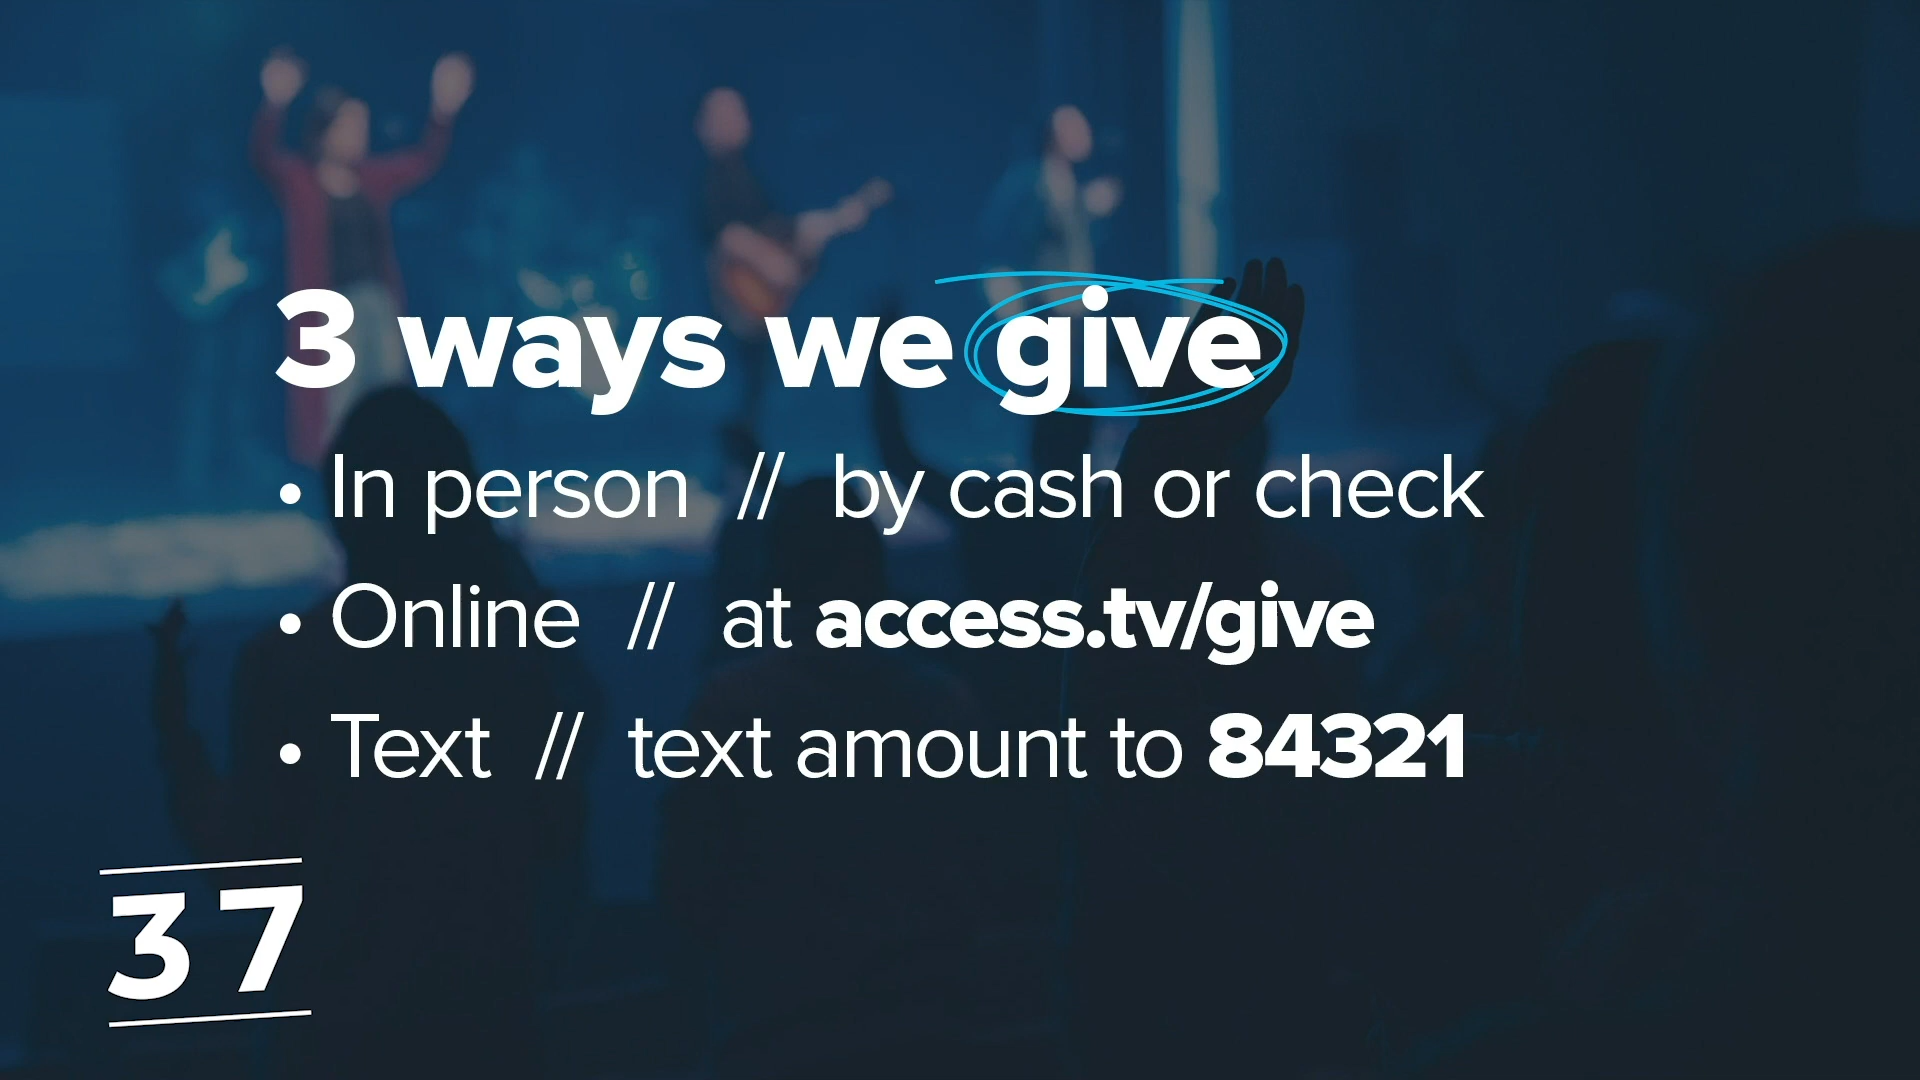 3 ways we give
• In person // by cash or check
• Online // at access.tv/give
• Text // text amount to 84321
37